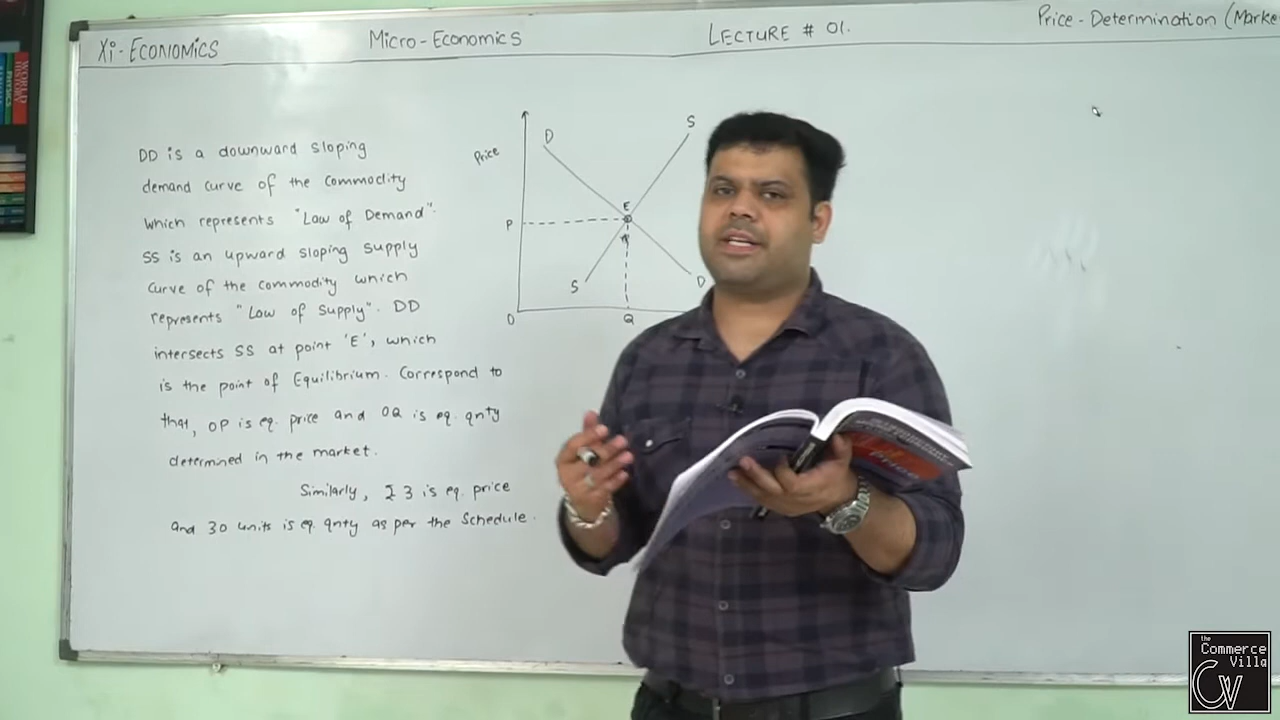 Xi-ECONOMICS
Micro-Economics
LECTURE # 01.
Price-Determination (Marke
DD is a downward sloping
demand curve of the commodity
which represents "Law of Demand".
SS is an upward sloping supply
curve of the commodity which
represents "Law of Supply". DD
intersects SS at point 'E', which
is the point of Equilibrium. Correspond to
that, OP is eq. price and OQ is eq. qnty
determined in the market.
Similarly, ₹ 3 is eq. price
and 30 units is eq. qnty as per the Schedule.
Price
D
S
E
P
S
D
O
Q
WORLD HISTORY
PHYSICS
the
Commerce
Villa
CV